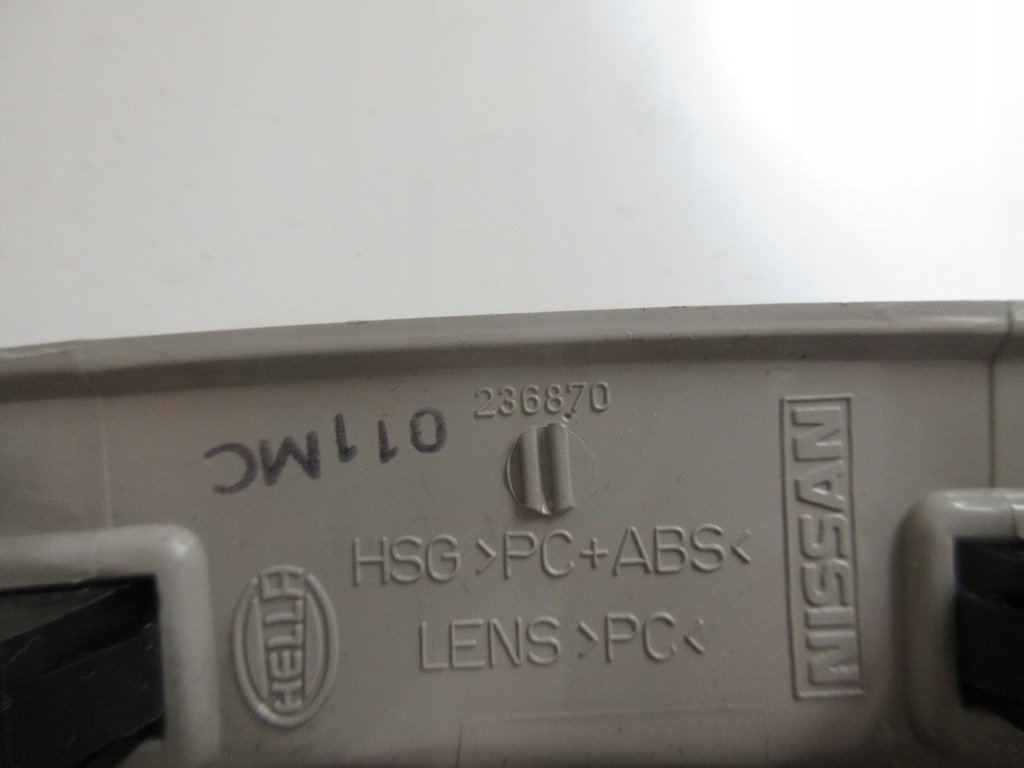 236870
011MC
HSG >PC+ABS<
LENS >PC<
HELLA
NISSAN